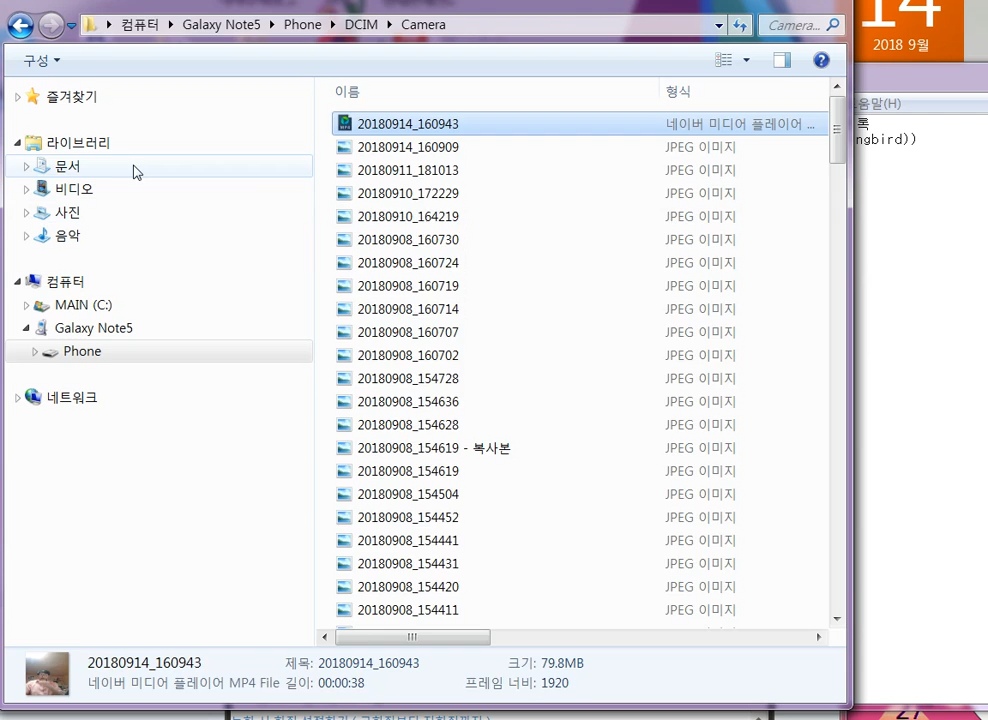 컴퓨터 Galaxy Note5 Phone DCIM Camera
Camera...
14
2018 9월
구성
즐겨찾기
라이브러리
문서
비디오
사진
음악
컴퓨터
MAIN (C:)
Galaxy Note5
Phone
네트워크
이름 형식
20180914_160943 네이버 미디어 플레이어 ...
20180914_160909 JPEG 이미지
20180911_181013 JPEG 이미지
20180910_172229 JPEG 이미지
20180910_164219 JPEG 이미지
20180908_160730 JPEG 이미지
20180908_160724 JPEG 이미지
20180908_160719 JPEG 이미지
20180908_160714 JPEG 이미지
20180908_160707 JPEG 이미지
20180908_160702 JPEG 이미지
20180908_154728 JPEG 이미지
20180908_154636 JPEG 이미지
20180908_154628 JPEG 이미지
20180908_154619 - 복사본 JPEG 이미지
20180908_154619 JPEG 이미지
20180908_154504 JPEG 이미지
20180908_154452 JPEG 이미지
20180908_154441 JPEG 이미지
20180908_154431 JPEG 이미지
20180908_154420 JPEG 이미지
20180908_154411 JPEG 이미지
움말(H)
록
ngbird))
20180914_160943 제목: 20180914_160943 크기: 79.8MB
네이버 미디어 플레이어 MP4 File 길이: 00:00:38 프레임 너비: 1920
27